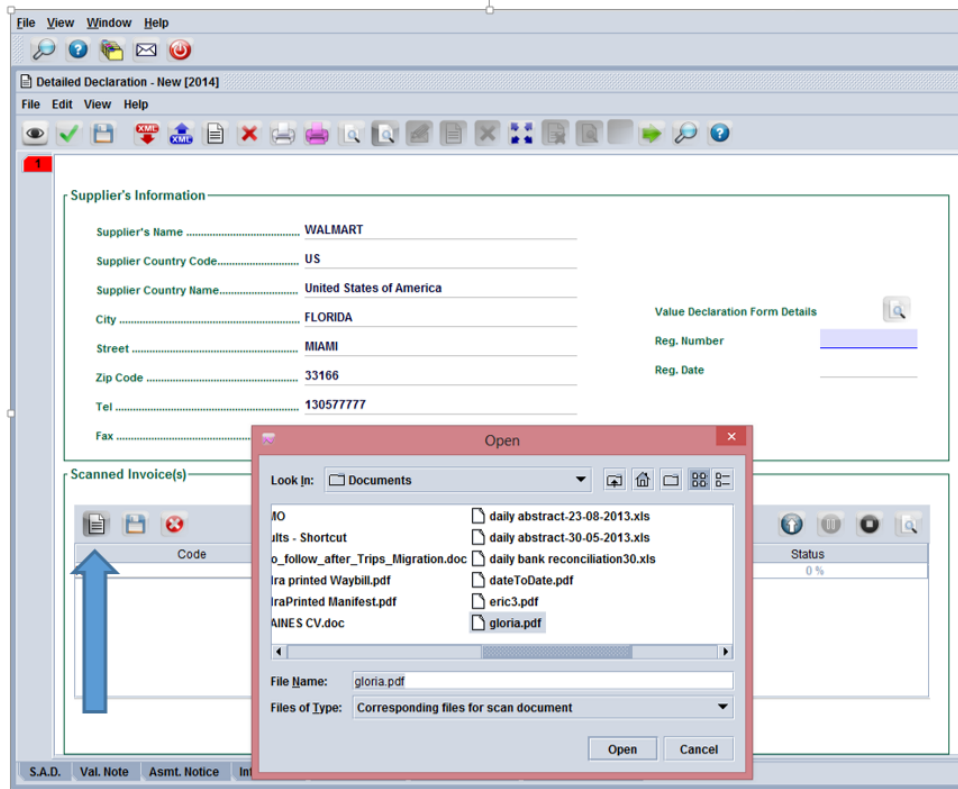 File View Window Help
Detailed Declaration - New [2014]
File Edit View Help
XML XML
1
Supplier's Information
Supplier's Name ........................................ WALMART
Supplier Country Code............................. US
Supplier Country Name............................ United States of America
City ................................................................ FLORIDA
Street ............................................................ MIAMI
Zip Code ...................................................... 33166
Tel ................................................................. 130577777
Fax ................................................
Value Declaration Form Details
Reg. Number
Reg. Date
Scanned Invoice(s)
Code
Status
0 %
Open
Look In: Documents
MO
ults - Shortcut
o_follow_after_Trips_Migration.doc
Ira printed Waybill.pdf
IraPrinted Manifest.pdf
AINES CV.doc
daily abstract-23-08-2013.xls
daily abstract-30-05-2013.xls
daily bank reconciliation30.xls
dateToDate.pdf
eric3.pdf
gloria.pdf
File Name: gloria.pdf
Files of Type: Corresponding files for scan document
Open Cancel
S.A.D. Val. Note Asmt. Notice Inf